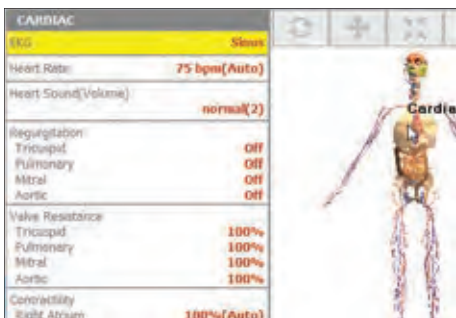 CARDIAC
EKG Sinus
Heart Rate 75 bpm(Auto)
Heart Sound(Volume)
normal(2)
Regurgitation
Tricuspid Off
Pulmonary Off
Mitral Off
Aortic Off
Valve Resistance
Tricuspid 100%
Pulmonary 100%
Mitral 100%
Aortic 100%
Contractility
Right Atrium 100%(Auto)
Cardia